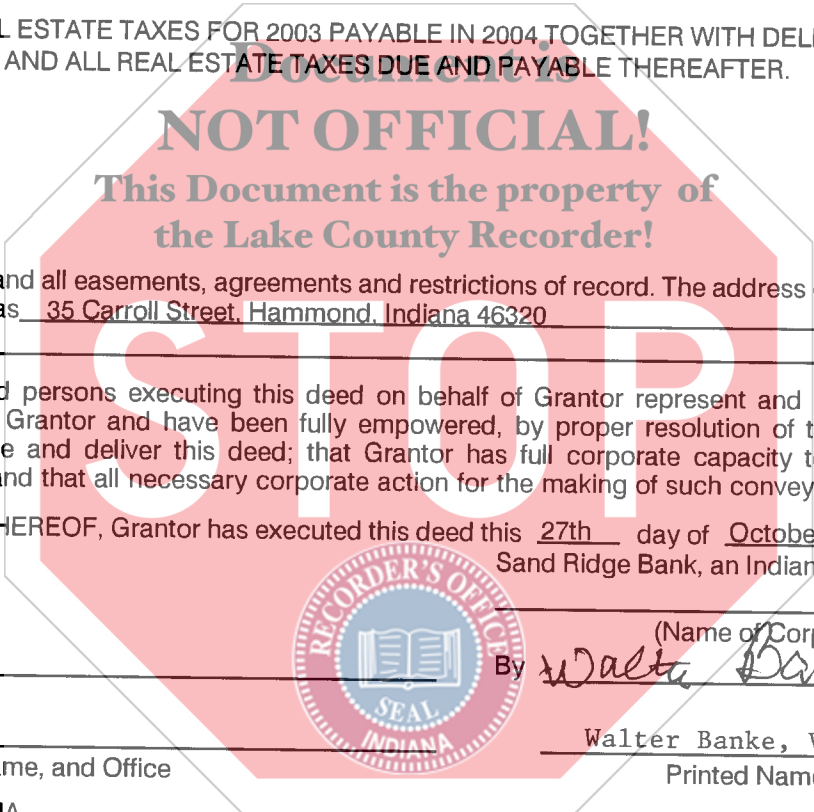 L ESTATE TAXES FOR 2003 PAYABLE IN 2004 TOGETHER WITH DELI
AND ALL REAL ESTATE TAXES DUE AND PAYABLE THEREAFTER.
Document is
NOT OFFICIAL!
This Document is the property of
the Lake County Recorder!
and all easements, agreements and restrictions of record. The address
as 35 Carroll Street, Hammond, Indiana 46320
STOP
d persons executing this deed on behalf of Grantor represent and
Grantor and have been fully empowered, by proper resolution of t
e and deliver this deed; that Grantor has full corporate capacity t
and that all necessary corporate action for the making of such convey
HEREOF, Grantor has executed this deed this 27th day of Octobe
Sand Ridge Bank, an Indian
RECORDER'S OFFICE
SEAL
INDIANA
(Name of Corp
By Walter Ba
Walter Banke, V
me, and Office
Printed Name